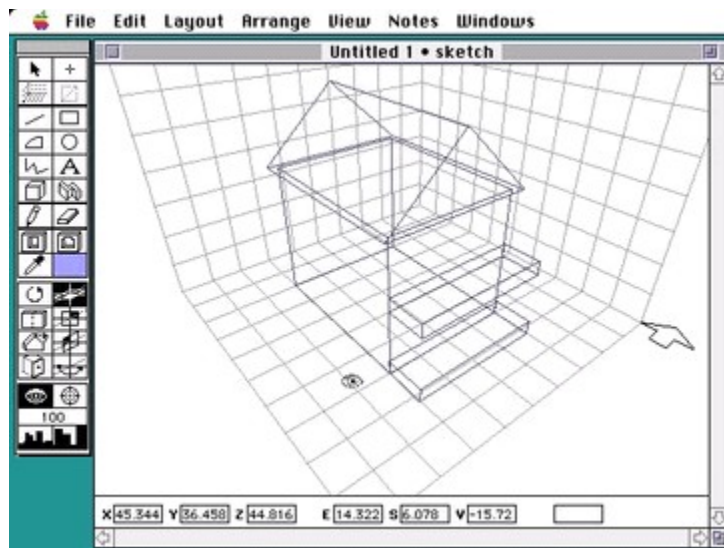 File Edit Layout Arrange View Notes Windows
Untitled 1 • sketch
A
100
X 45.344 Y 36.458 Z 44.816 E 14.322 S 6.078 V -15.72